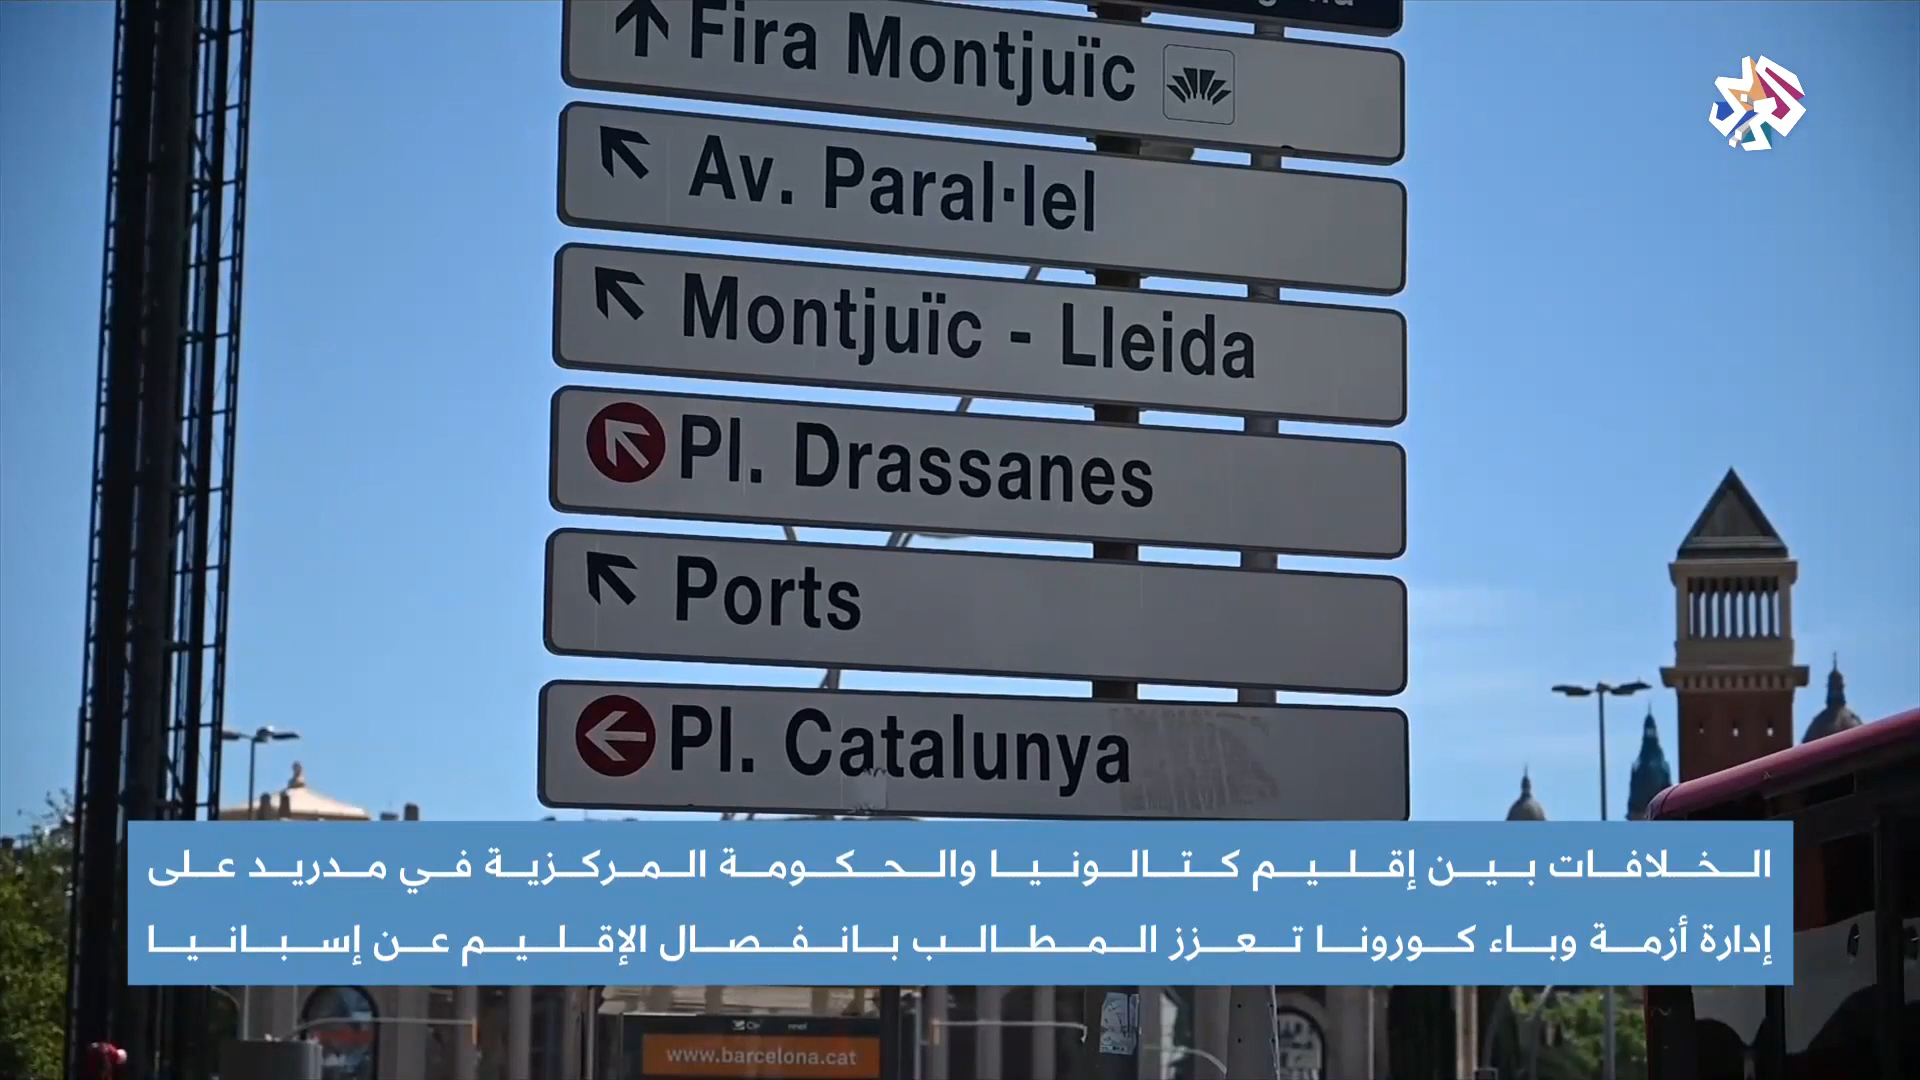 Fira Montjuïc
Av. Paral·lel
Montjuïc - Lleida
Pl. Drassanes
Ports
Pl. Catalunya
الخلافات بين إقليم كتالونيا والحكومة المركزية في مدريد على
إدارة أزمة وباء كورونا تعزز المطالب بانفصال الإقليم عن إسبانيا
www.barcelona.cat